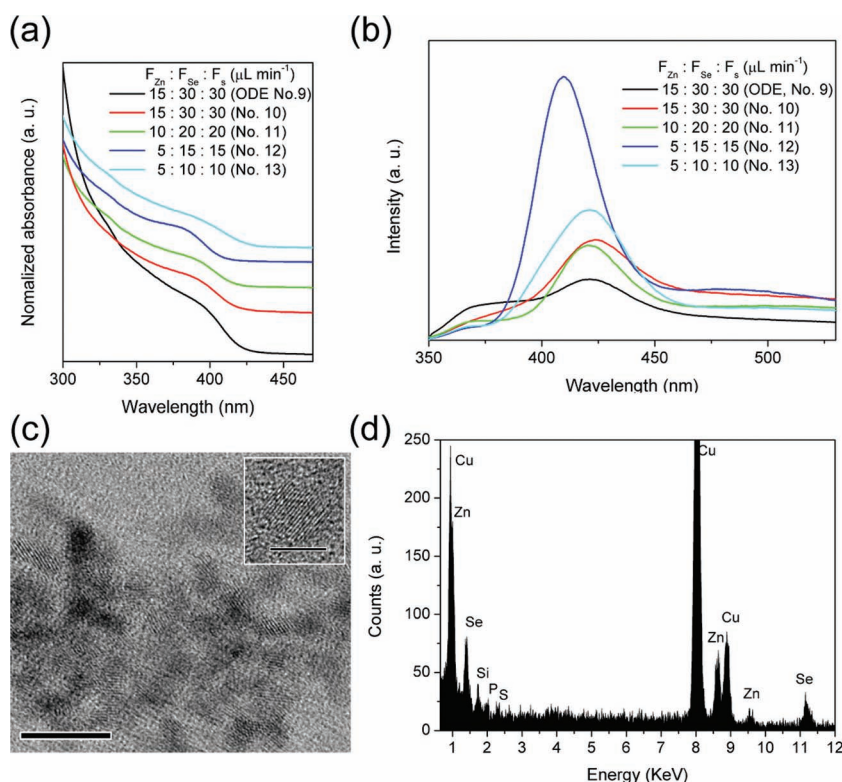 (a)
F_Zn : F_Se : F_s (μL min⁻¹)
15 : 30 : 30 (ODE No.9)
15 : 30 : 30 (No. 10)
10 : 20 : 20 (No. 11)
5 : 15 : 15 (No. 12)
5 : 10 : 10 (No. 13)
Nomalized absorbance (a. u.)
300
350
400
450
Wavelength (nm)
(b)
F_Zn : F_Se : F_s (μL min⁻¹)
15 : 30 : 30 (ODE, No. 9)
15 : 30 : 30 (No. 10)
10 : 20 : 20 (No. 11)
5 : 15 : 15 (No. 12)
5 : 10 : 10 (No. 13)
Intensity (a. u.)
350
400
450
500
Wavelength (nm)
(c)
(d)
250
200
150
100
50
0
Counts (a. u.)
Cu
Zn
Se
Si
P
S
Cu
Zn
Cu
Zn
Se
1 2 3 4 5 6 7 8 9 10 11 12
Energy (KeV)